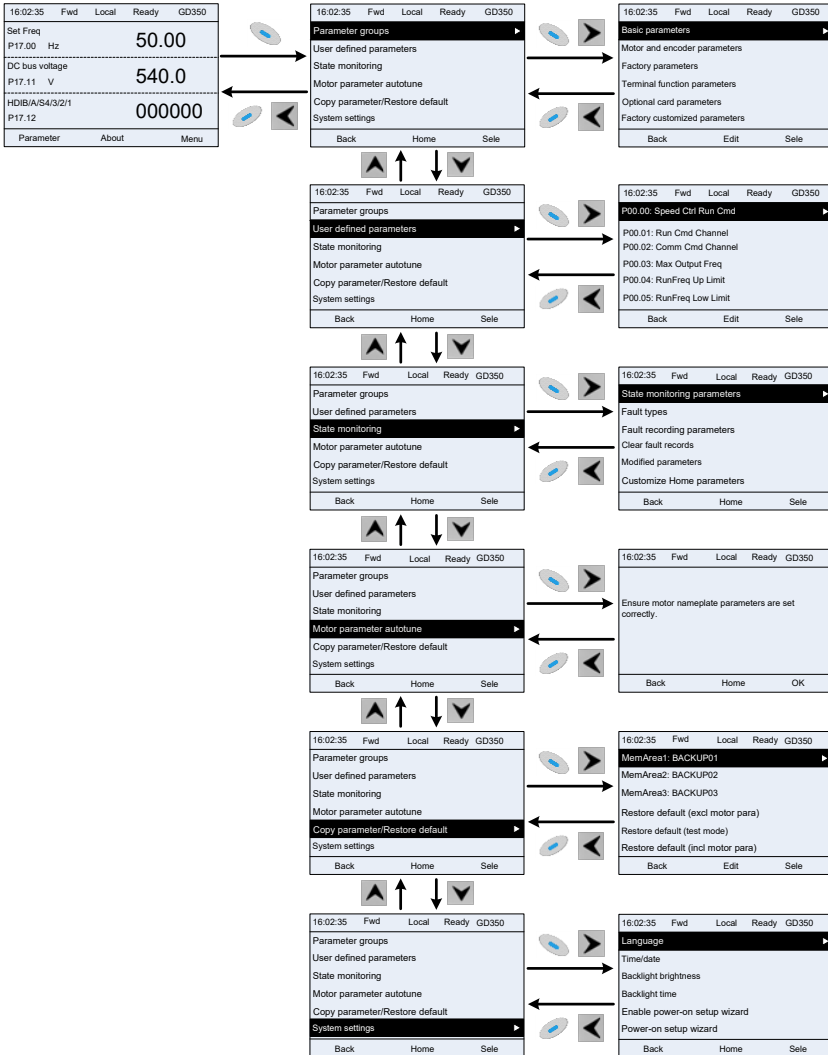 16:02:35 Fwd Local Ready GD350
Set Freq
P17.00 Hz 50.00
DC bus voltage
P17.11 V 540.0
HDIB/A/S4/3/2/1
P17.12 000000
Parameter About Menu
16:02:35 Fwd Local Ready GD350
Parameter groups
User defined parameters
State monitoring
Motor parameter autotune
Copy parameter/Restore default
System settings
Back Home Sele
16:02:35 Fwd Local Ready GD350
Basic parameters
Motor and encoder parameters
Factory parameters
Terminal function parameters
Optional card parameters
Factory customized parameters
Back Edit Sele
16:02:35 Fwd Local Ready GD350
Parameter groups
User defined parameters
State monitoring
Motor parameter autotune
Copy parameter/Restore default
System settings
Back Home Sele
16:02:35 Fwd Local Ready GD350
P00.00: Speed Ctrl Run Cmd
P00.01: Run Cmd Channel
P00.02: Comm Cmd Channel
P00.03: Max Output Freq
P00.04: RunFreq Up Limit
P00.05: RunFreq Low Limit
Back Edit Sele
16:02:35 Fwd Local Ready GD350
Parameter groups
User defined parameters
State monitoring
Motor parameter autotune
Copy parameter/Restore default
System settings
Back Home Sele
16:02:35 Fwd Local Ready GD350
State monitoring parameters
Fault types
Fault recording parameters
Clear fault records
Modified parameters
Customize Home parameters
Back Home Sele
16:02:35 Fwd Local Ready GD350
Parameter groups
User defined parameters
State monitoring
Motor parameter autotune
Copy parameter/Restore default
System settings
Back Home Sele
16:02:35 Fwd Local Ready GD350
Ensure motor nameplate parameters are set
correctly.
Back Home OK
16:02:35 Fwd Local Ready GD350
Parameter groups
User defined parameters
State monitoring
Motor parameter autotune
Copy parameter/Restore default
System settings
Back Home Sele
16:02:35 Fwd Local Ready GD350
MemArea1: BACKUP01
MemArea2: BACKUP02
MemArea3: BACKUP03
Restore default (excl motor para)
Restore default (test mode)
Restore default (incl motor para)
Back Edit Sele
16:02:35 Fwd Local Ready GD350
Parameter groups
User defined parameters
State monitoring
Motor parameter autotune
Copy parameter/Restore default
System settings
Back Home Sele
16:02:35 Fwd Local Ready GD350
Language
Time/date
Backlight brightness
Backlight time
Enable power-on setup wizard
Power-on setup wizard
Back Home Sele